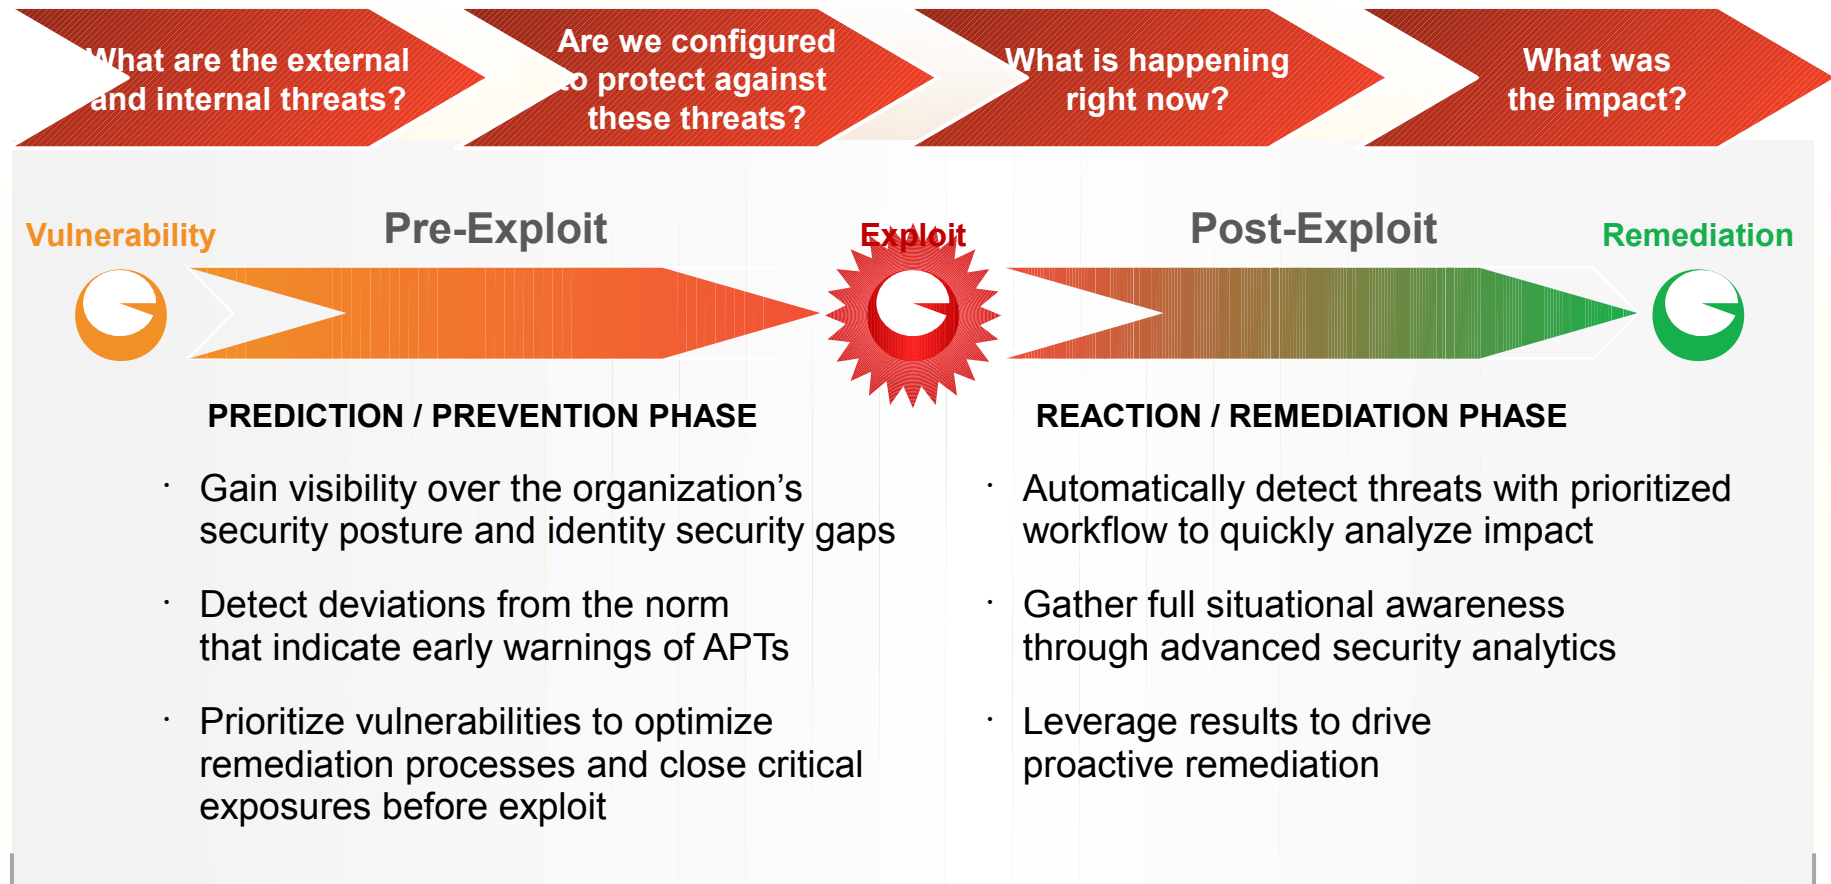 What are the external
and internal threats?
Are we configured
to protect against
these threats?
What is happening
right now?
What was
the impact?
Vulnerability
Pre-Exploit
Exploit
Post-Exploit
Remediation
PREDICTION / PREVENTION PHASE
· Gain visibility over the organization’s
security posture and identity security gaps
· Detect deviations from the norm
that indicate early warnings of APTs
· Prioritize vulnerabilities to optimize
remediation processes and close critical
exposures before exploit
REACTION / REMEDIATION PHASE
· Automatically detect threats with prioritized
workflow to quickly analyze impact
· Gather full situational awareness
through advanced security analytics
· Leverage results to drive
proactive remediation